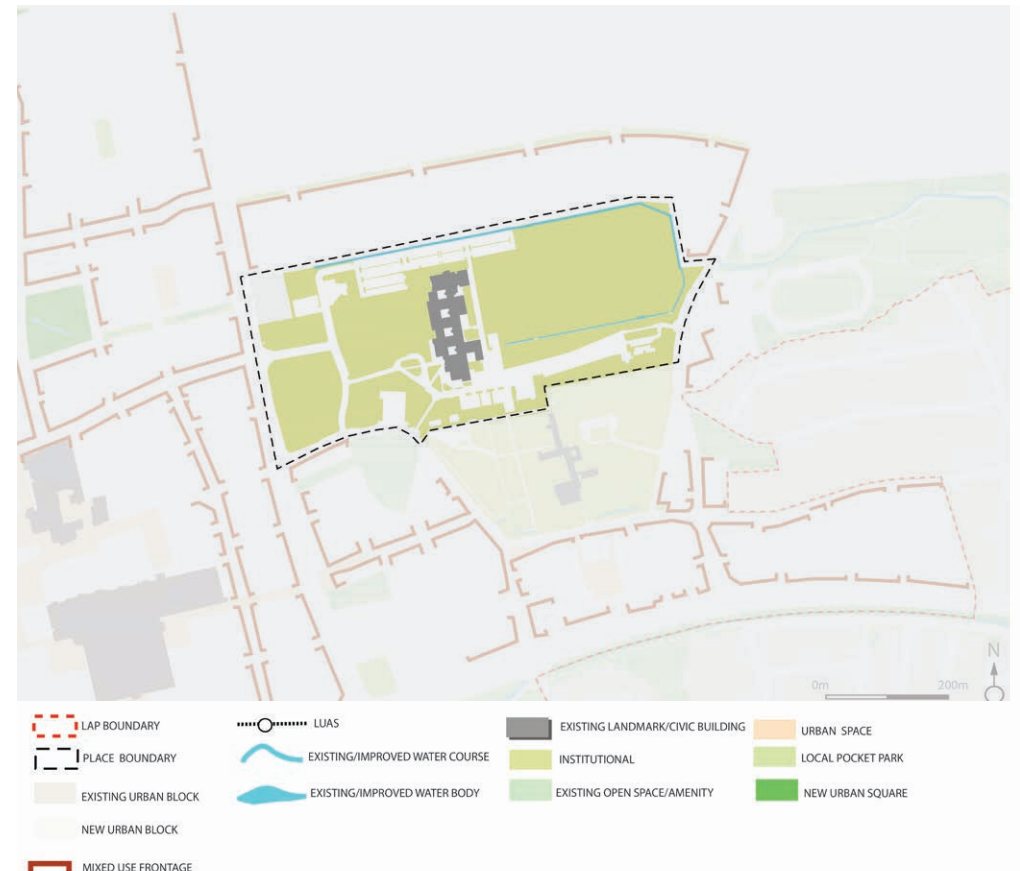 N
0m 200m
LAP BOUNDARY
PLACE BOUNDARY
EXISTING URBAN BLOCK
NEW URBAN BLOCK
MIXED USE FRONTAGE
LUAS
EXISTING/IMPROVED WATER COURSE
EXISTING/IMPROVED WATER BODY
EXISTING LANDMARK/CIVIC BUILDING
INSTITUTIONAL
EXISTING OPEN SPACE/AMENITY
URBAN SPACE
LOCAL POCKET PARK
NEW URBAN SQUARE